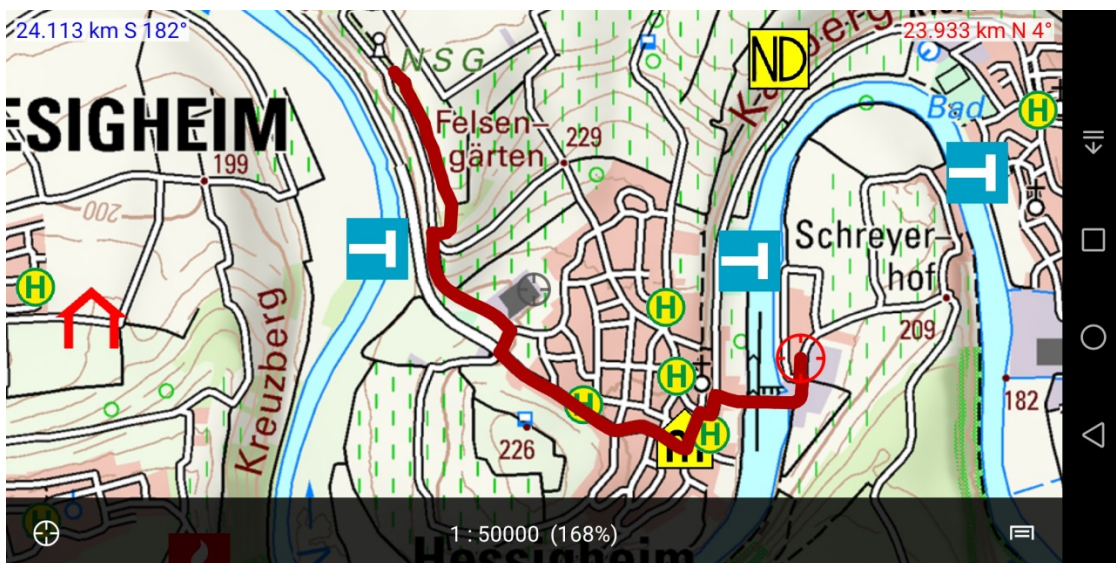 24.113 km S 182°
23.933 km N 4°
NSG
ND
Bad
H
ESIGHEIM
Felsen-
gärten
229
199
200
T
T
T
Schreyer-
hof
H
Kreuzberg
H
209
H
H
182
H
226
1 : 50000 (168%)
H
Hessigheim